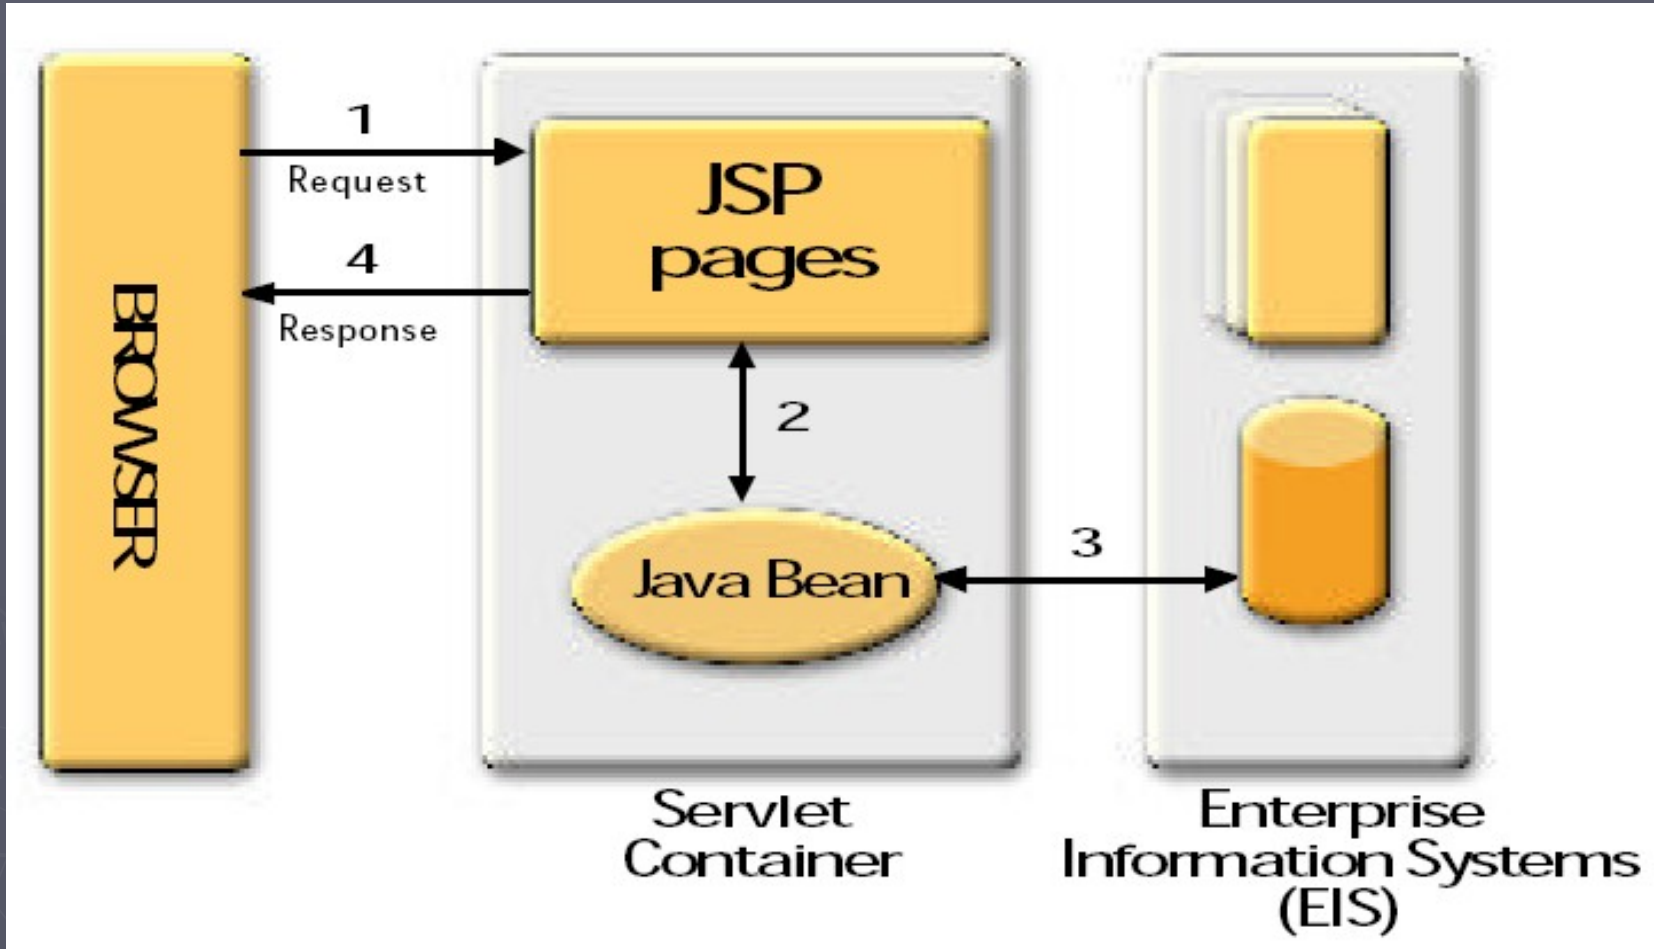 BROWSER
1
Request
4
Response
JSP
pages
2
Java Bean
3
Servlet
Container
Enterprise
Information Systems
(EIS)